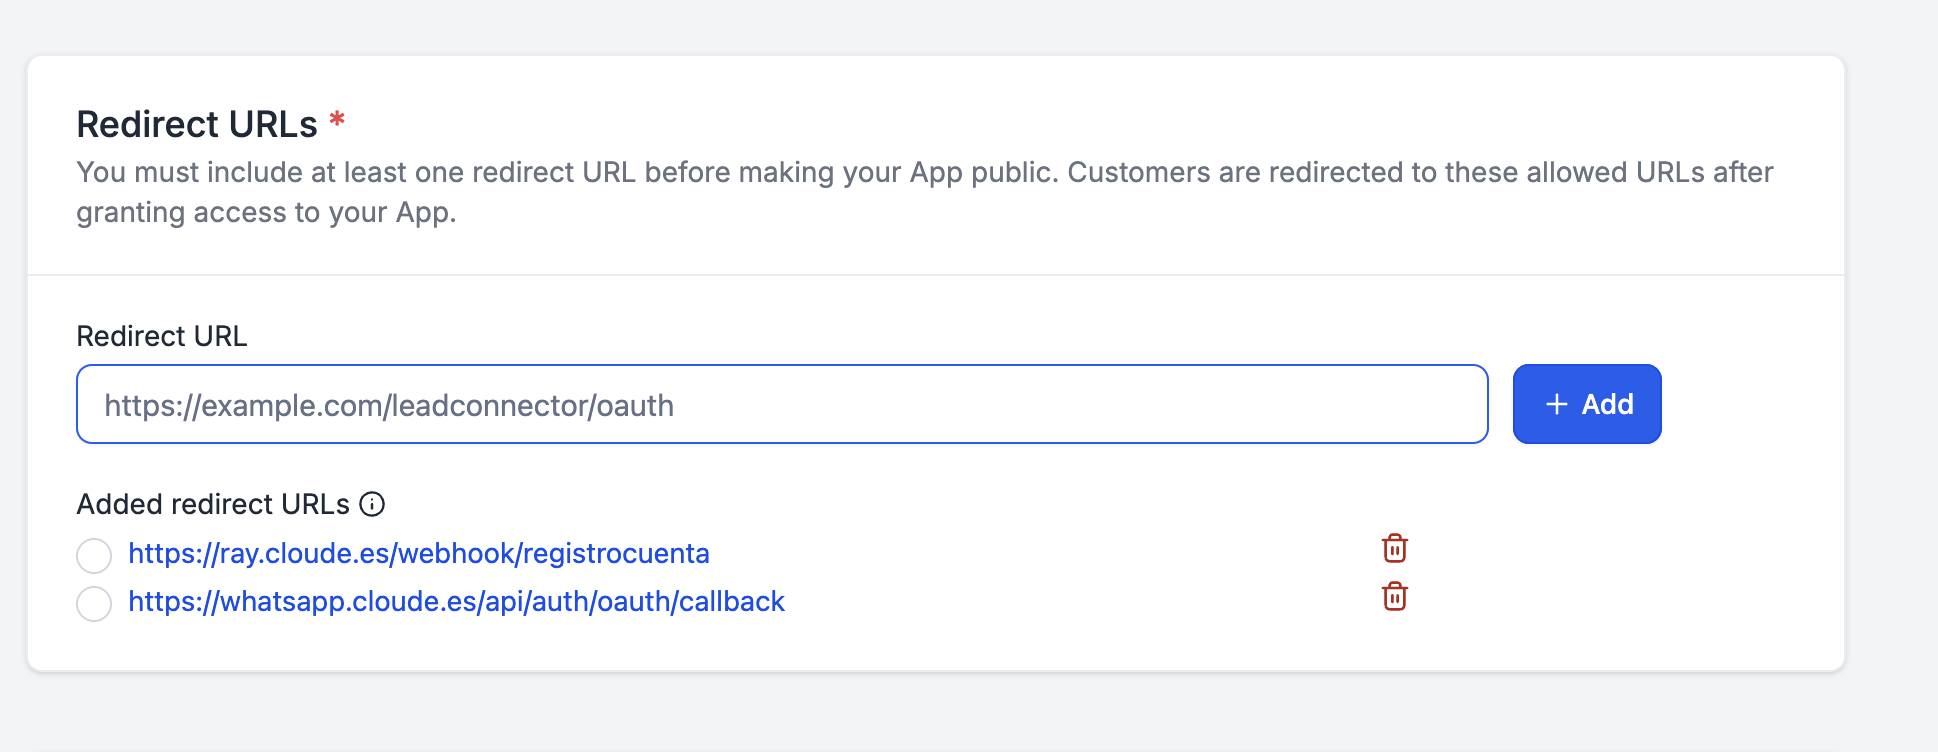 Redirect URLs *
You must include at least one redirect URL before making your App public. Customers are redirected to these allowed URLs after
granting access to your App.
Redirect URL
https://example.com/leadconnector/oauth
+ Add
Added redirect URLs
https://ray.cloude.es/webhook/registrocuenta
https://whatsapp.cloude.es/api/auth/oauth/callback